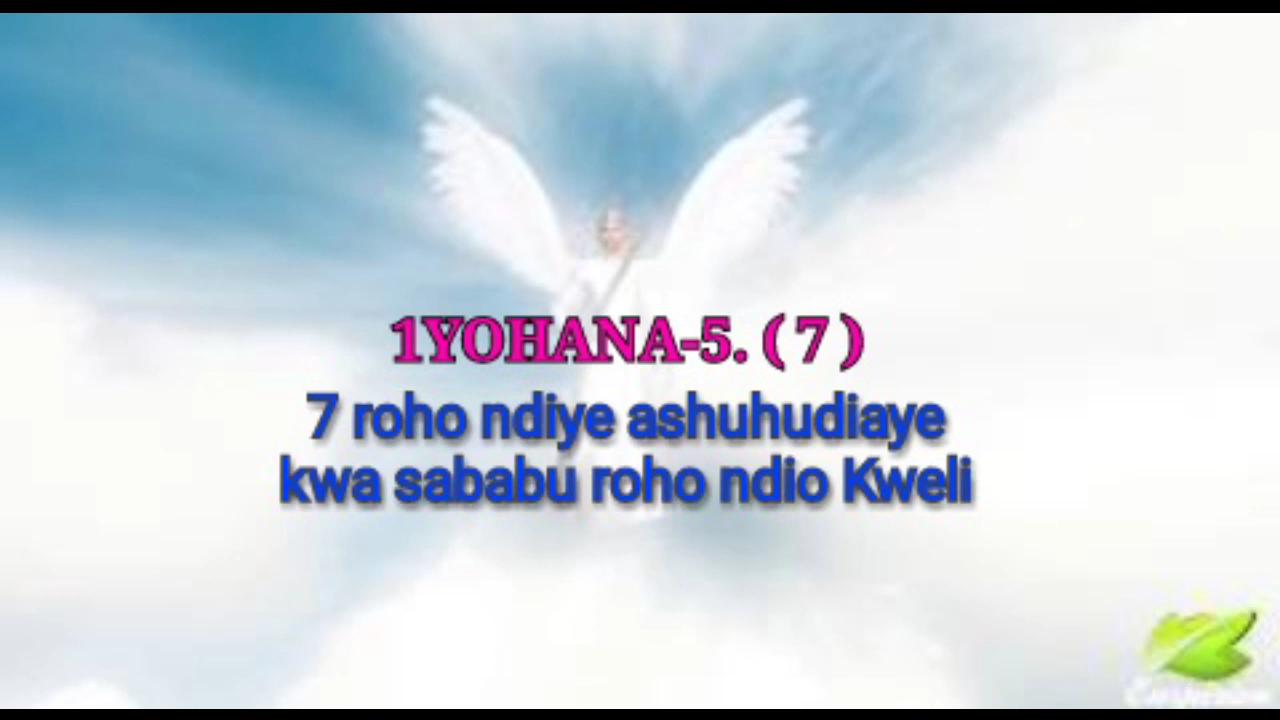 1YOHANA-5. ( 7 )
7 roho ndiye ashuhudiaye
kwa sababu roho ndio Kweli